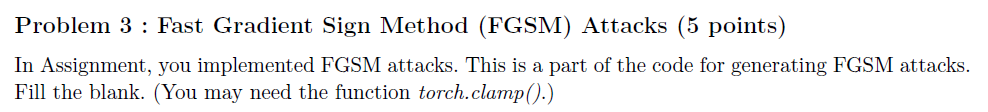 Problem 3 : Fast Gradient Sign Method (FGSM) Attacks (5 points)
In Assignment, you implemented FGSM attacks. This is a part of the code for generating FGSM attacks.
Fill the blank. (You may need the function torch.clamp().)